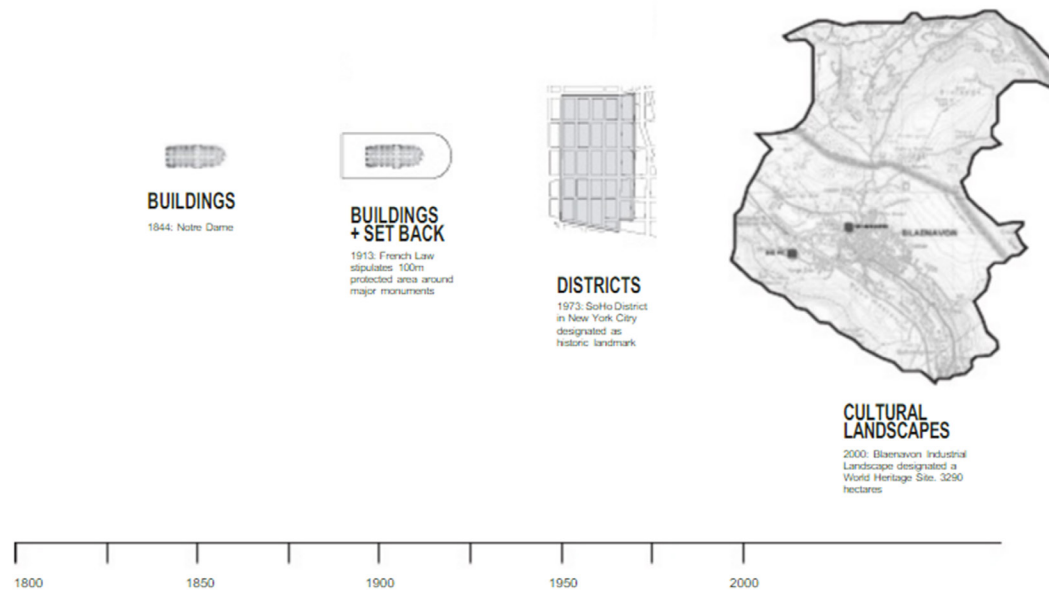 BUILDINGS
1844: Notre Dame
BUILDINGS
+ SET BACK
1913: French Law
stipulates 100m
protected area around
major monuments
DISTRICTS
1973: SoHo District
in New York Citry
designated as
historic landmark
BLAENAVON
CULTURAL
LANDSCAPES
2000: Blaenavon Industrial
Landscape designated a
World Heritage Site. 3290
hectares
1800
1850
1900
1950
2000